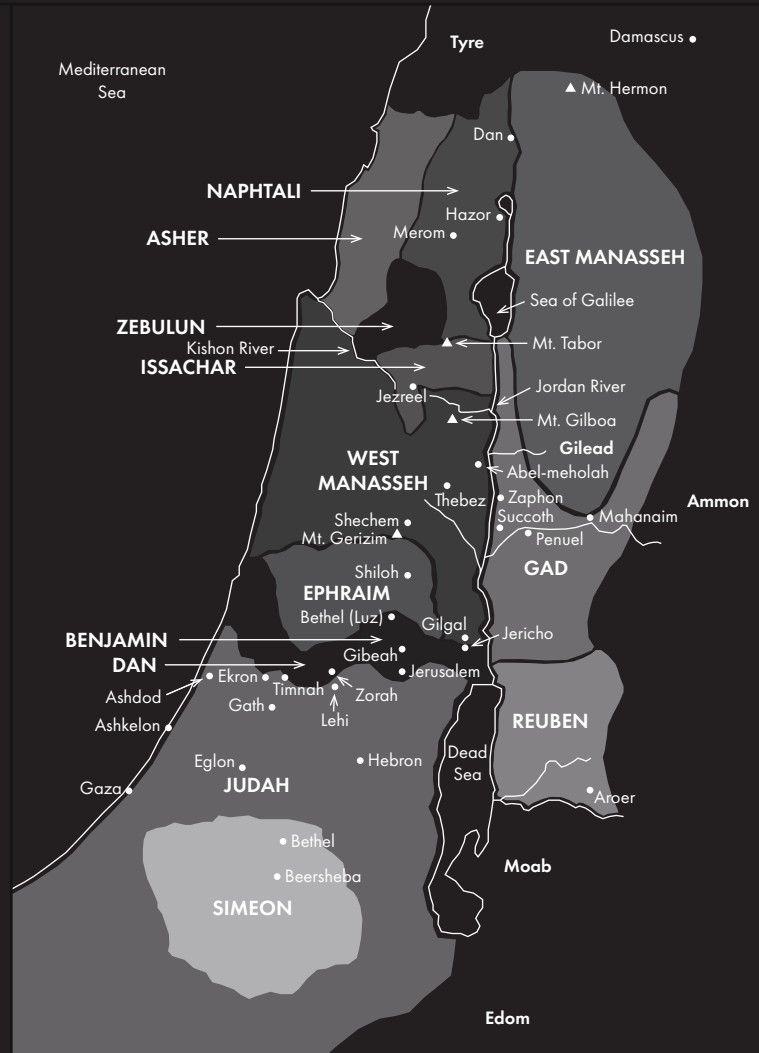 Tyre
Damascus
Mediterranean
Sea
Mt. Hermon
Dan
NAPHTALI
Hazor
Merom
ASHER
EAST MANASSEH
Sea of Galilee
ZEBULUN
Kishon River
Mt. Tabor
ISSACHAR
Jezreel
Jordan River
Mt. Gilboa
Gilead
WEST
MANASSEH
Abel-meholah
Thebez
Zaphon
Ammon
Succoth
Mahanaim
Shechem
Mt. Gerizim
Penuel
GAD
Shiloh
EPHRAIM
Bethel (Luz)
Gilgal
BENJAMIN
Jericho
Gibeah
DAN
Jerusalem
Ekron
Timnah
Zorah
Ashdod
Gath
Lehi
Ashkelon
REUBEN
Dead
Sea
Hebron
Eglon
JUDAH
Gaza
Aroer
Bethel
Moab
Beersheba
SIMEON
Edom